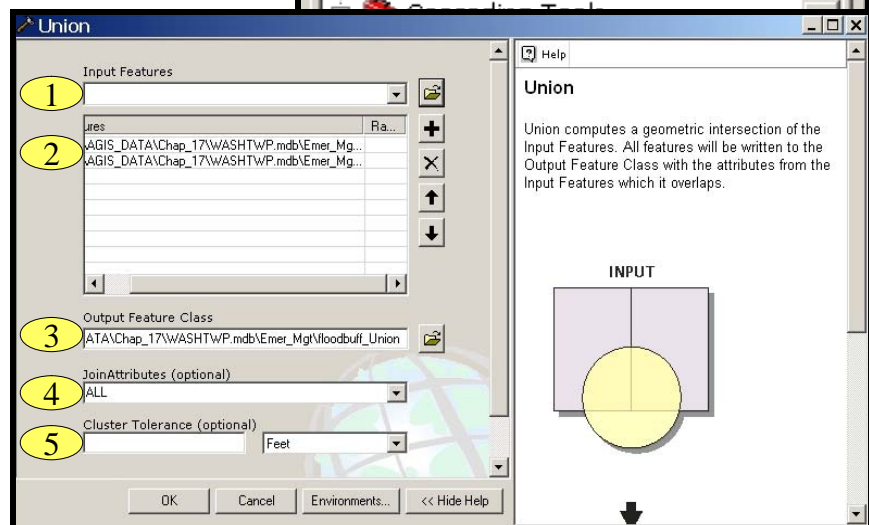 Cascading Tools
Union
Input Features
1
ures Ra...
2
\AGIS_DATA\Chap_17\WASHTWP.mdb\Emer_Mg...
\AGIS_DATA\Chap_17\WASHTWP.mdb\Emer_Mg...
Output Feature Class
3
ATA\Chap_17\WASHTWP.mdb\Emer_Mgt\floodbuff_Union
JoinAttributes (optional)
4
ALL
Cluster Tolerance (optional)
5
Feet
OK Cancel Environments... << Hide Help
Help
Union
Union computes a geometric intersection of the
Input Features. All features will be written to the
Output Feature Class with the attributes from the
Input Features which it overlaps.
INPUT